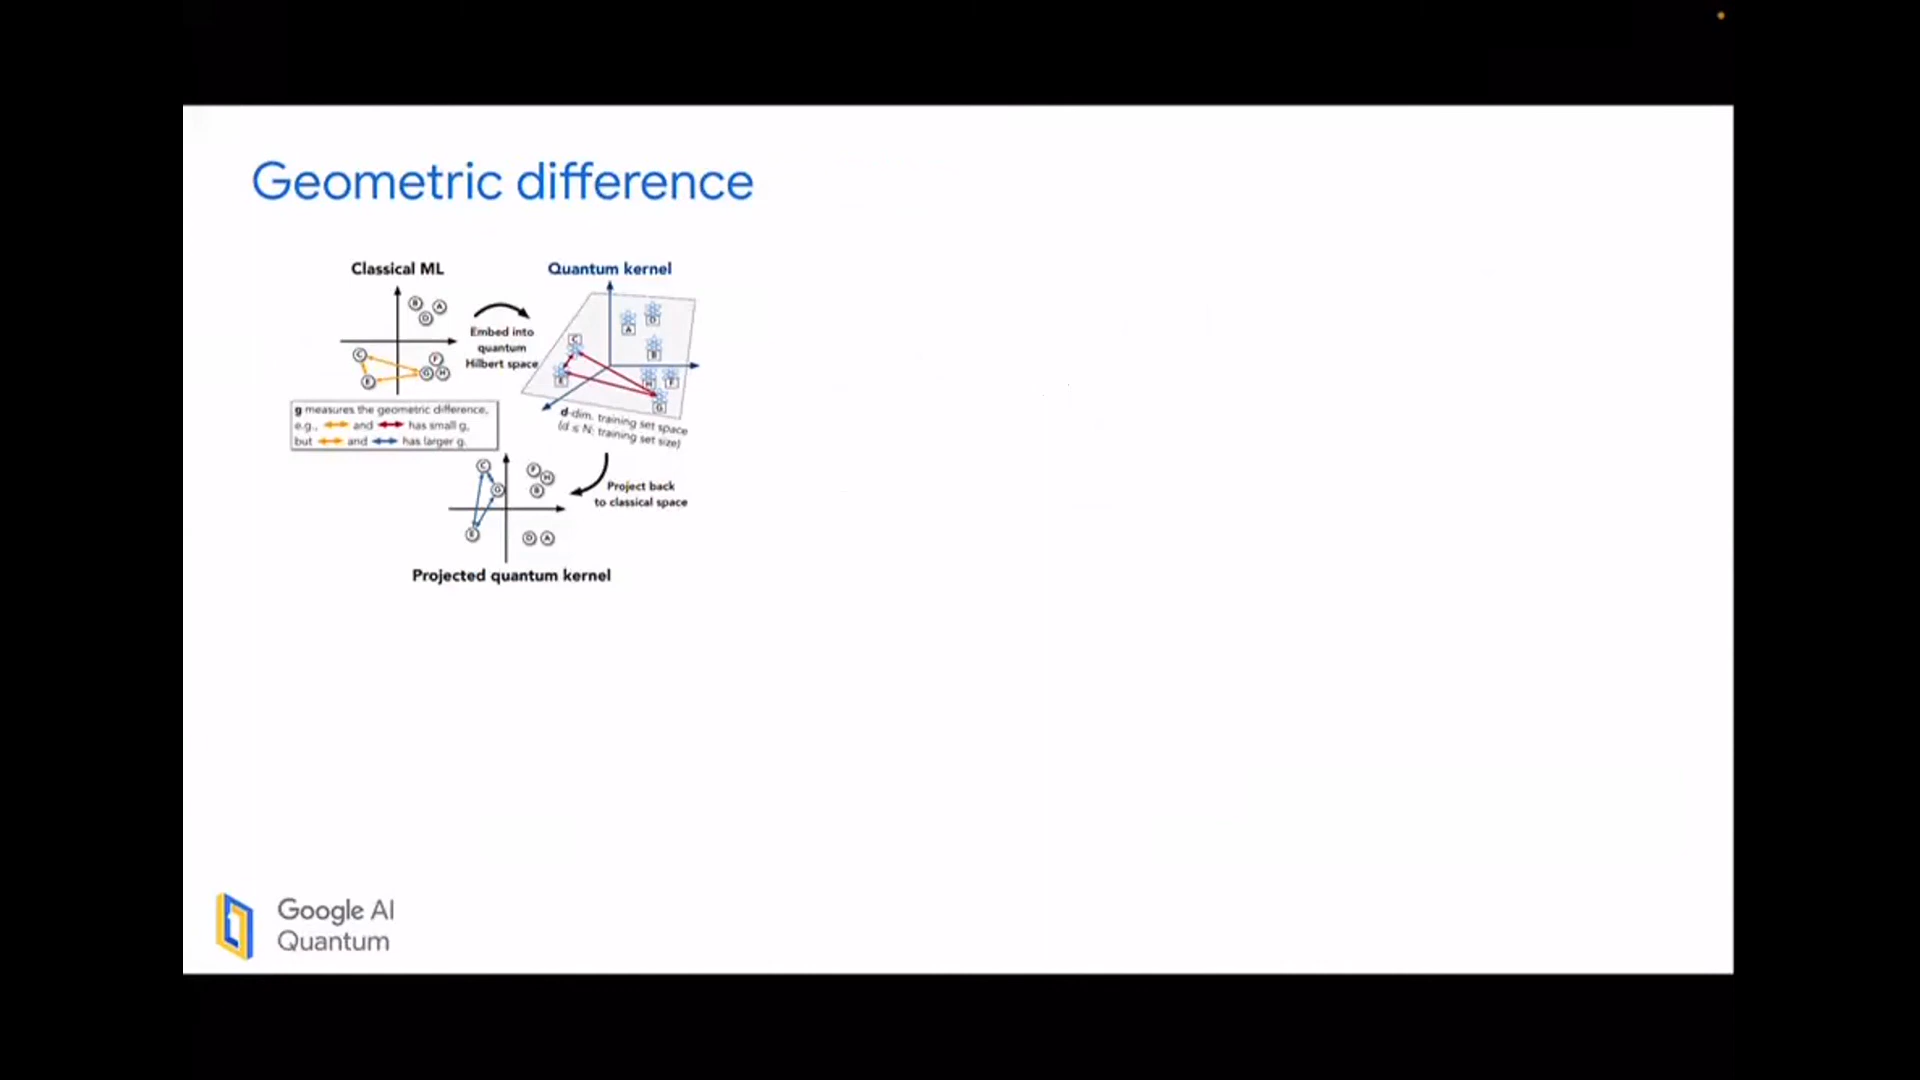 Geometric difference
Classical ML
B
A
D
C
F
G
H
E
Embed into
quantum
Hilbert space
Quantum kernel
A
D
C
B
E
H
F
G
d-dim. training set space
(d ≤ N: training set size)
g measures the geometric difference,
e.g., and has small g,
but and has larger g.
Project back
to classical space
C
F
H
G
B
E
D
A
Projected quantum kernel
Google AI
Quantum